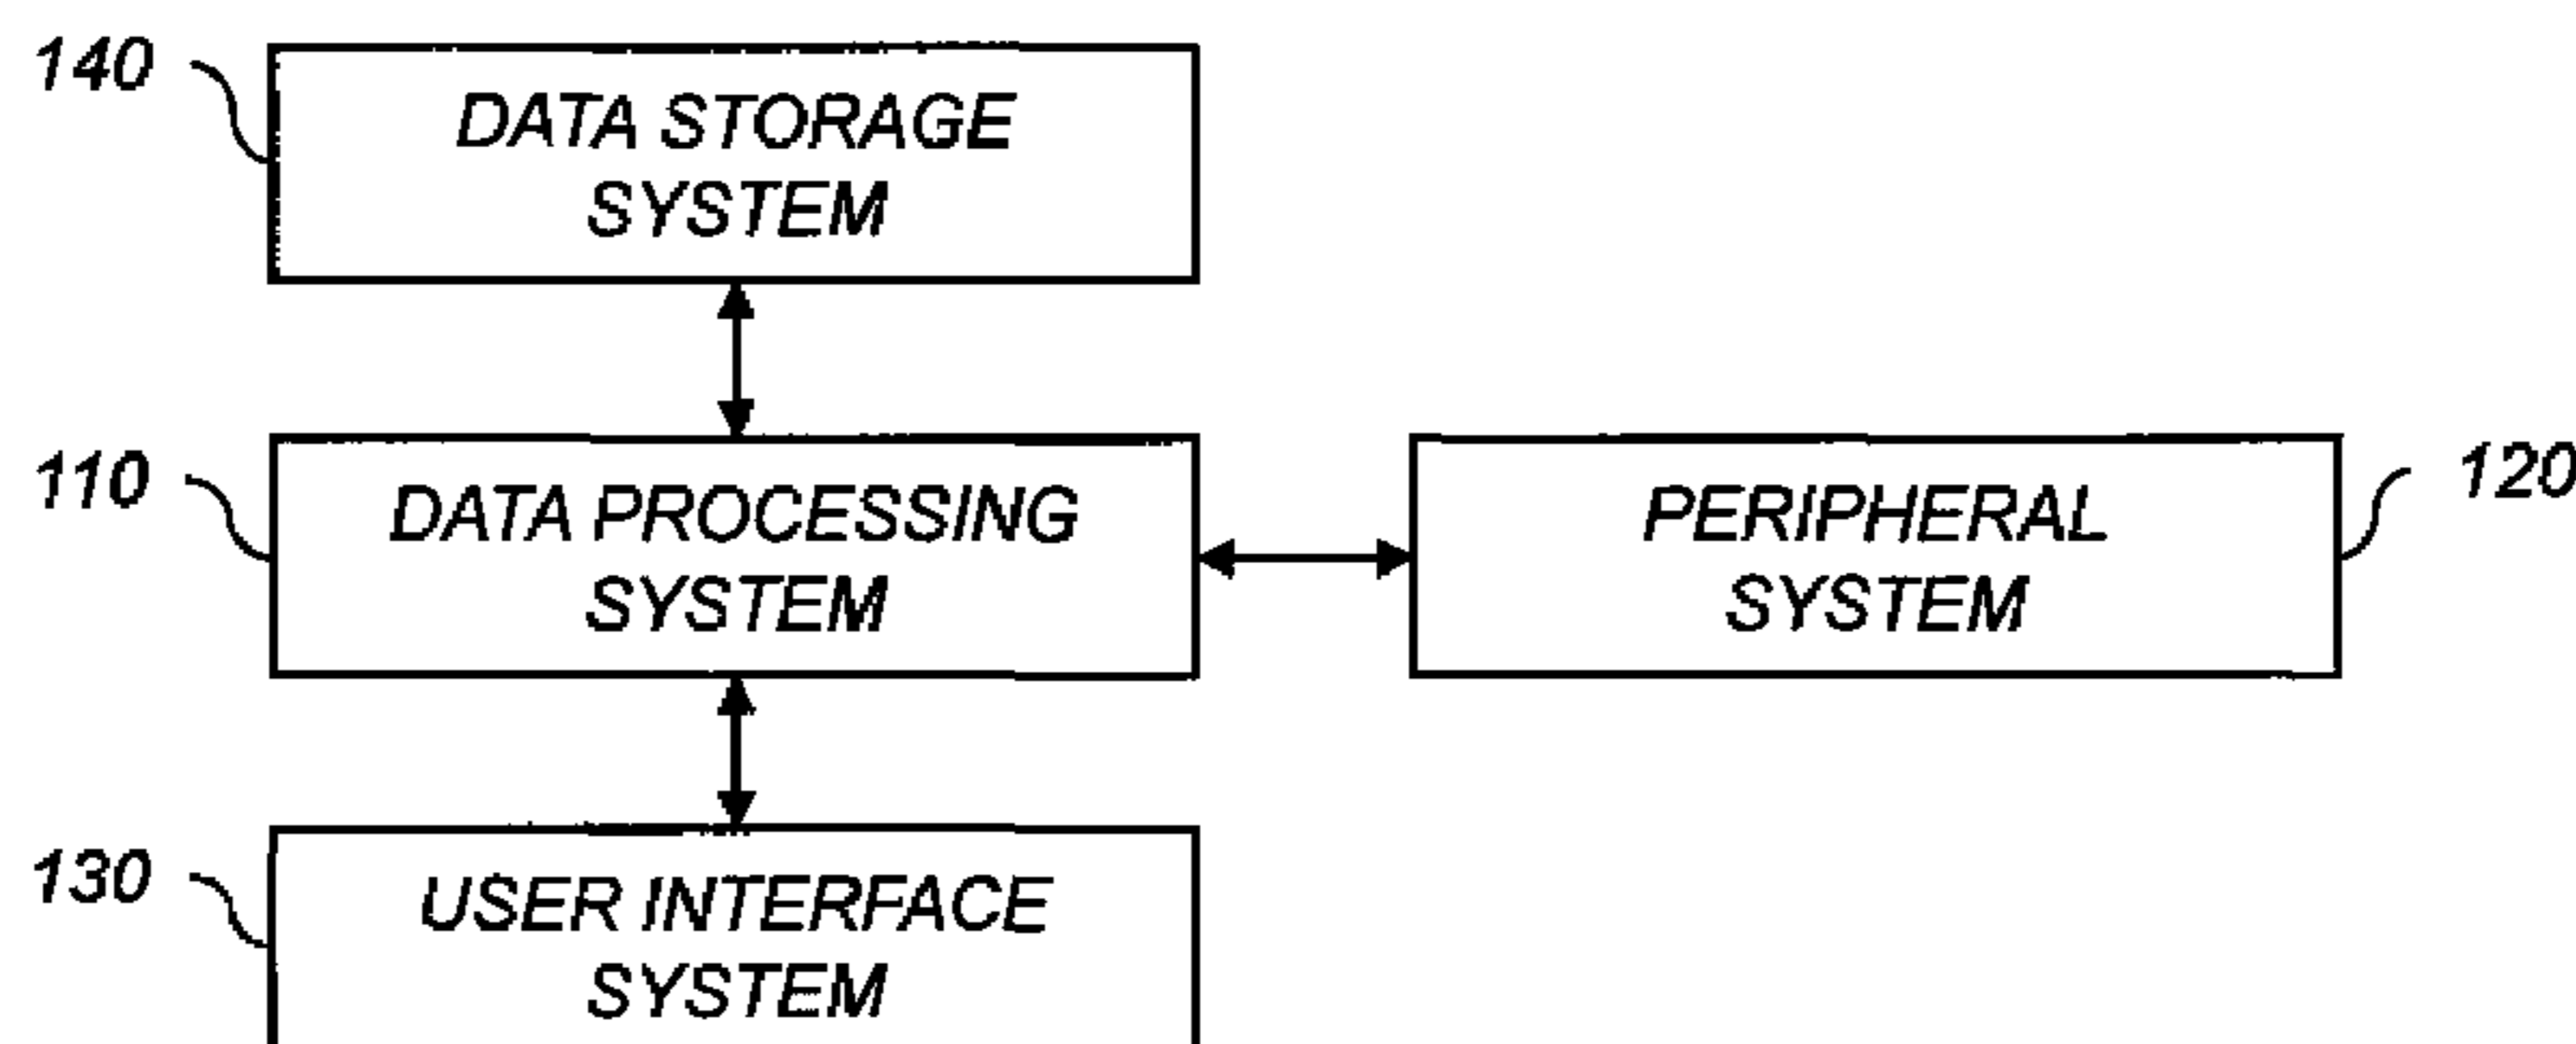 140
DATA STORAGE
SYSTEM
110
DATA PROCESSING
SYSTEM
PERIPHERAL
SYSTEM
120
130
USER INTERFACE
SYSTEM